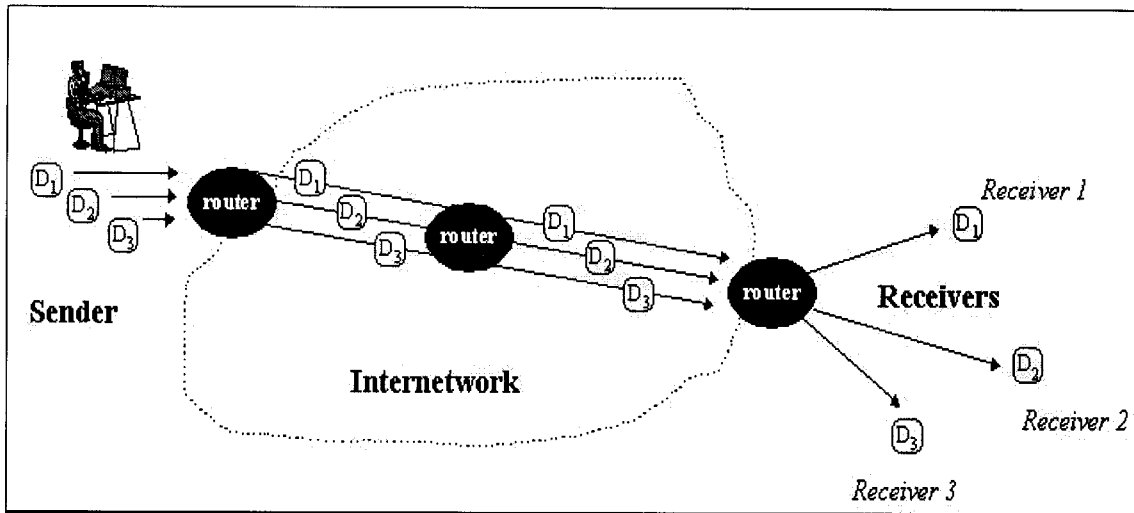 D1
D2
D3
router
D1
D2
D3
router
D1
D2
D3
router
Receiver 1
D1
Sender
Receivers
Internetwork
D2
Receiver 2
D3
Receiver 3